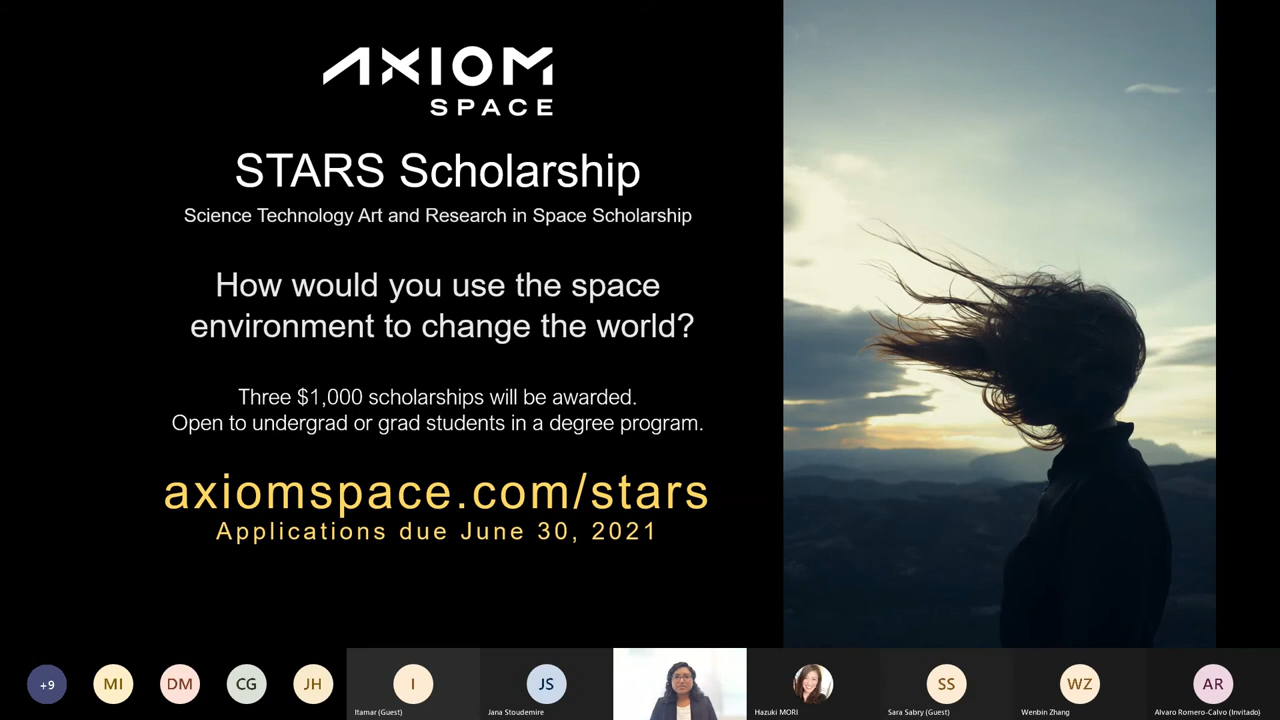 AXIOM
SPACE
STARS Scholarship
Science Technology Art and Research in Space Scholarship
How would you use the space
environment to change the world?
Three $1,000 scholarships will be awarded.
Open to undergrad or grad students in a degree program.
axiomspace.com/stars
Applications due June 30, 2021
+9
MI
DM
CG
JH
I
JS
SS
WZ
AR
Itamar (Guest)
Jana Stoudemire
Hazuki MORI
Sara Sabry (Guest)
Wenbin Zhang
Alvaro Romero-Calvo (Invitado)